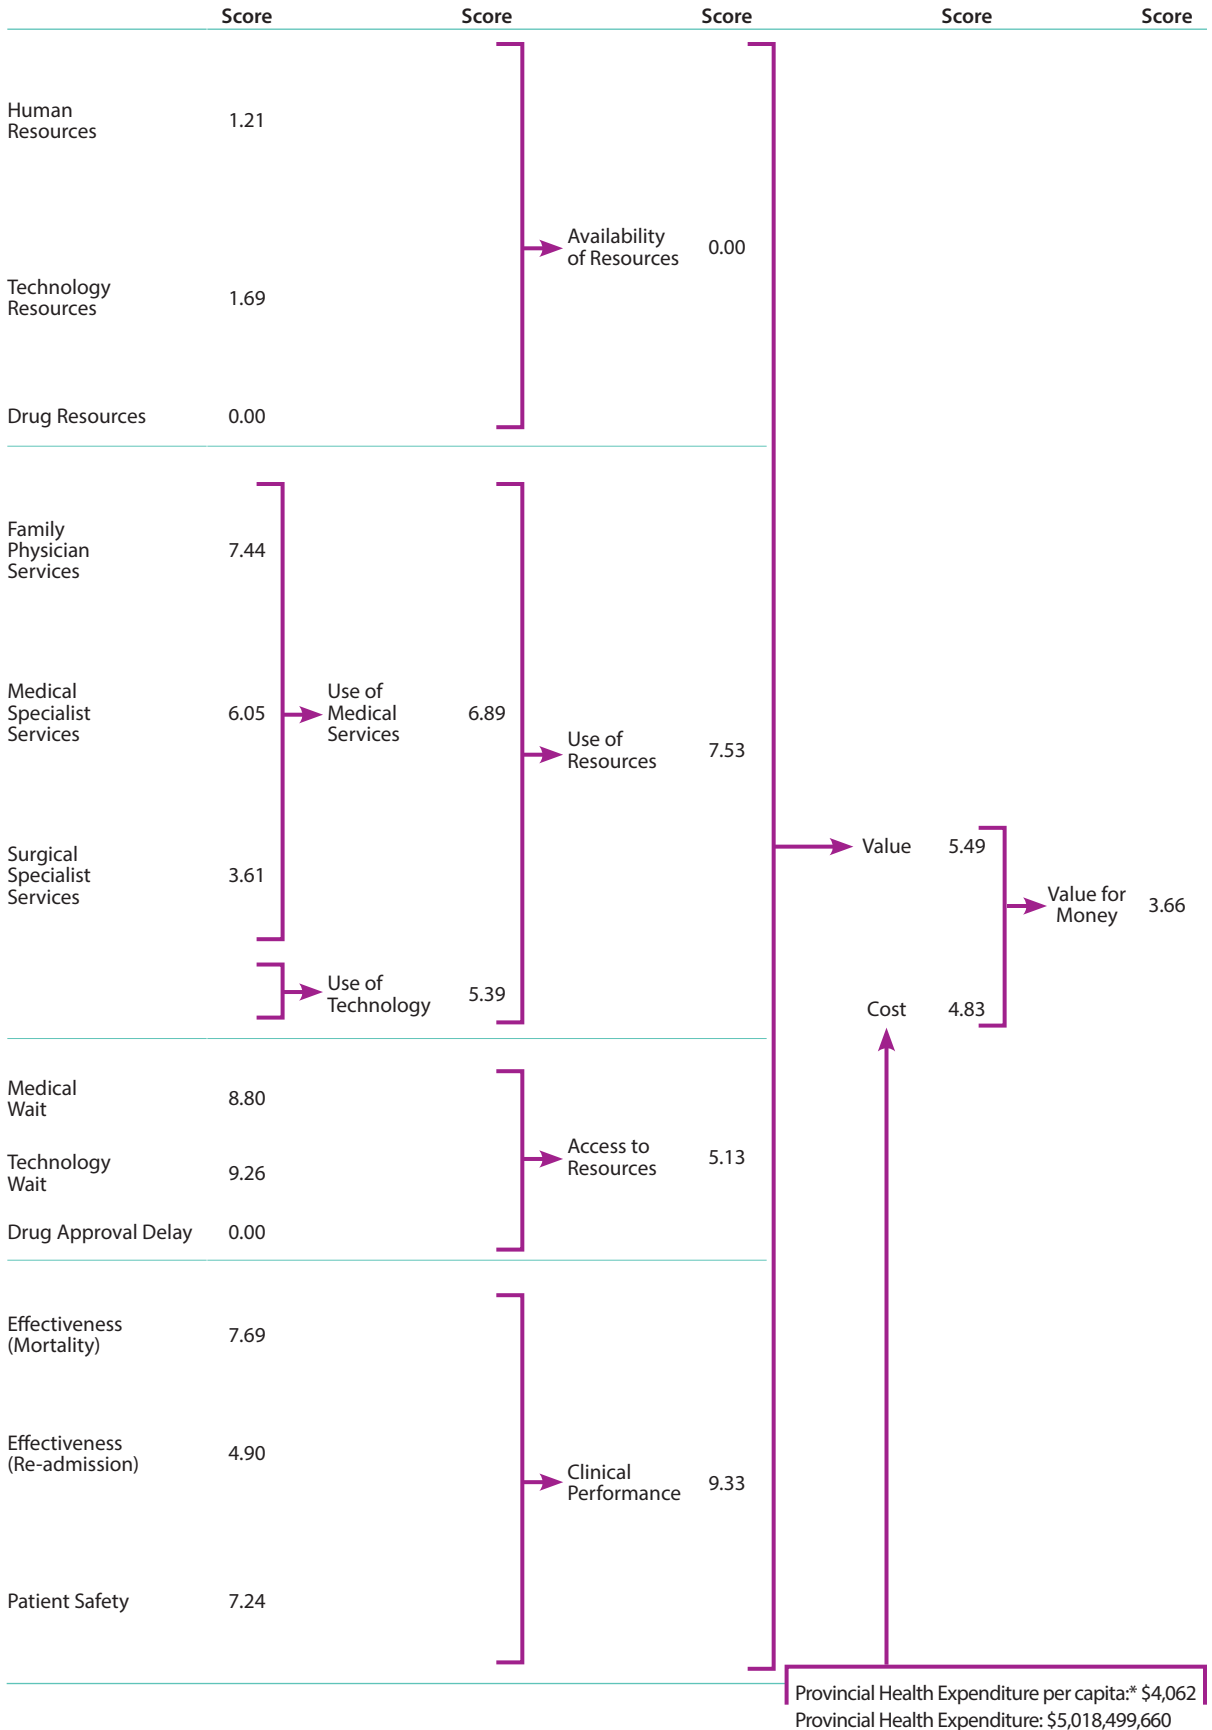 Score Score Score Score Score
Human
Resources
1.21
Availability
of Resources
0.00
Technology
Resources
1.69
Drug Resources 0.00
Family
Physician
Services
7.44
Medical
Specialist
Services
6.05
Use of
Medical
Services
6.89
Use of
Resources
7.53
Surgical
Specialist
Services
3.61
Use of
Technology
5.39
Value 5.49
Value for
Money
3.66
Cost 4.83
Medical
Wait
8.80
Technology
Wait
9.26
Drug Approval Delay 0.00
Access to
Resources
5.13
Effectiveness
(Mortality)
7.69
Effectiveness
(Re-admission)
4.90
Clinical
Performance
9.33
Patient Safety 7.24
Provincial Health Expenditure per capita:* $4,062
Provincial Health Expenditure: $5,018,499,660